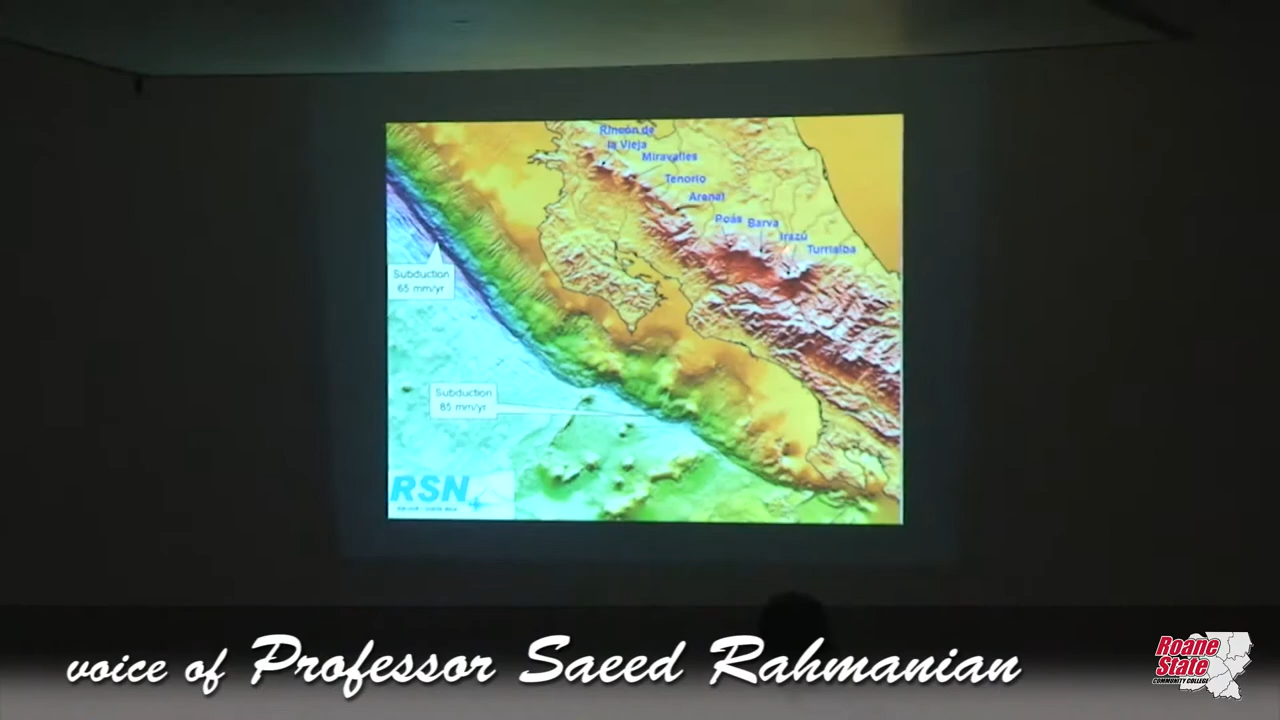 Rincón de
la Vieja
Miravalles
Tenorio
Arenal
Poás
Barva
Irazú
Turrialba
Subduction
65 mm/yr
Subduction
85 mm/yr
RSN
voice of Professor Saeed Rahmanian
Roane
State
COMMUNITY COLLEGE